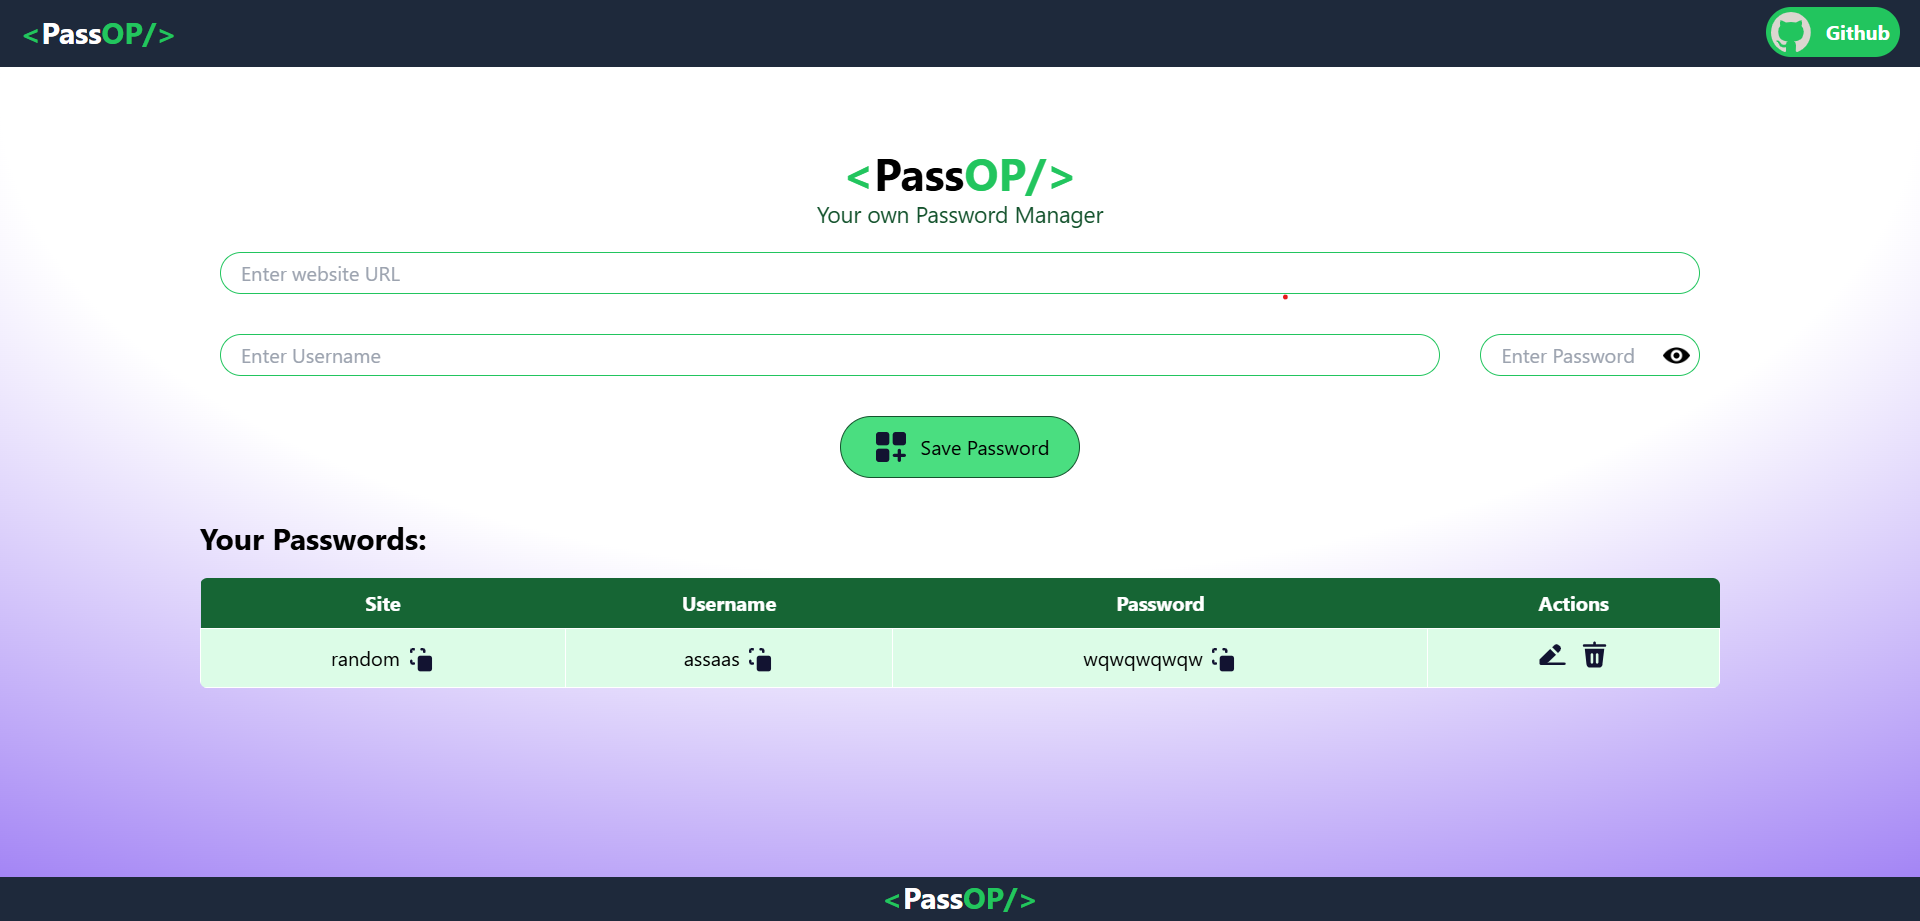 <PassOP/>
Github
<PassOP/>
Your own Password Manager
Enter website URL
Enter Username
Enter Password
Save Password
Your Passwords:
Site Username Password Actions
random assaas wqwqwqwqw
<PassOP/>